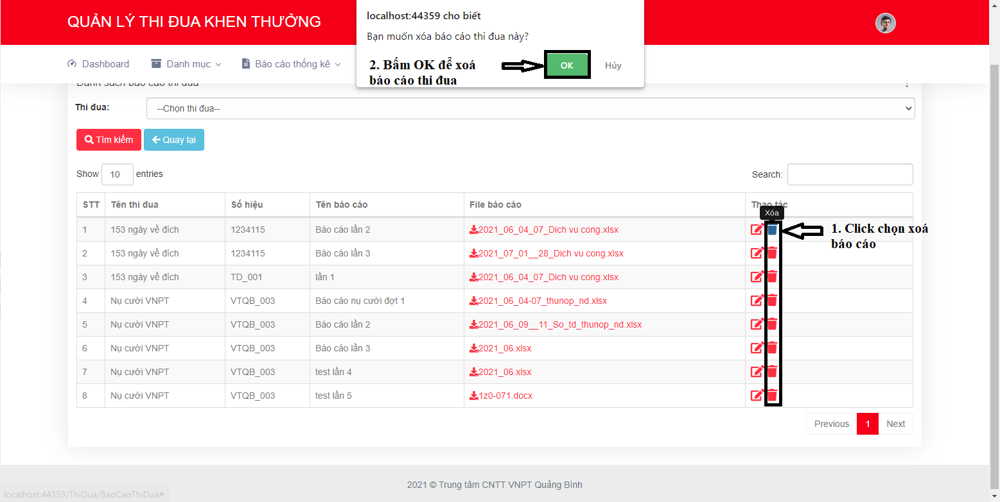 QUẢN LÝ THI ĐUA KHEN THƯỞNG
localhost:44359 cho biết
Bạn muốn xóa báo cáo thi đua này?
2. Bấm OK để xoá
báo cáo thi đua
OK
Hủy
Dashboard
Danh mục
Báo cáo thống kê
Danh sách báo cáo thi đua
Thi đua:
--Chọn thi đua--
Tìm kiếm
Quay lại
Show 10 entries
Search:
STT Tên thi đua Số hiệu Tên báo cáo File báo cáo Thao tác
Xóa
1 153 ngày về đích 1234115 Báo cáo lần 2 2021_06_04_07_Dich vu cong.xlsx
1. Click chọn xoá
báo cáo
2 153 ngày về đích 1234115 Báo cáo lần 3 2021_07_01__28_Dich vu cong.xlsx
3 153 ngày về đích TD_001 lần 1 2021_06_04_07_Dich vu cong.xlsx
4 Nụ cười VNPT VTQB_003 Báo cáo nụ cười đợt 1 2021_06_04-07_thunop_nd.xlsx
5 Nụ cười VNPT VTQB_003 Báo cáo lần 2 2021_06_09__11_So_td_thunop_nd.xlsx
6 Nụ cười VNPT VTQB_003 Báo cáo lần 3 2021_06.xlsx
7 Nụ cười VNPT VTQB_003 test lần 4 2021_06.xlsx
8 Nụ cười VNPT VTQB_003 test lần 5 1z0-071.docx
Previous 1 Next
2021 © Trung tâm CNTT VNPT Quảng Bình
localhost:44359/ThiDua/BaoCaoThiDua#